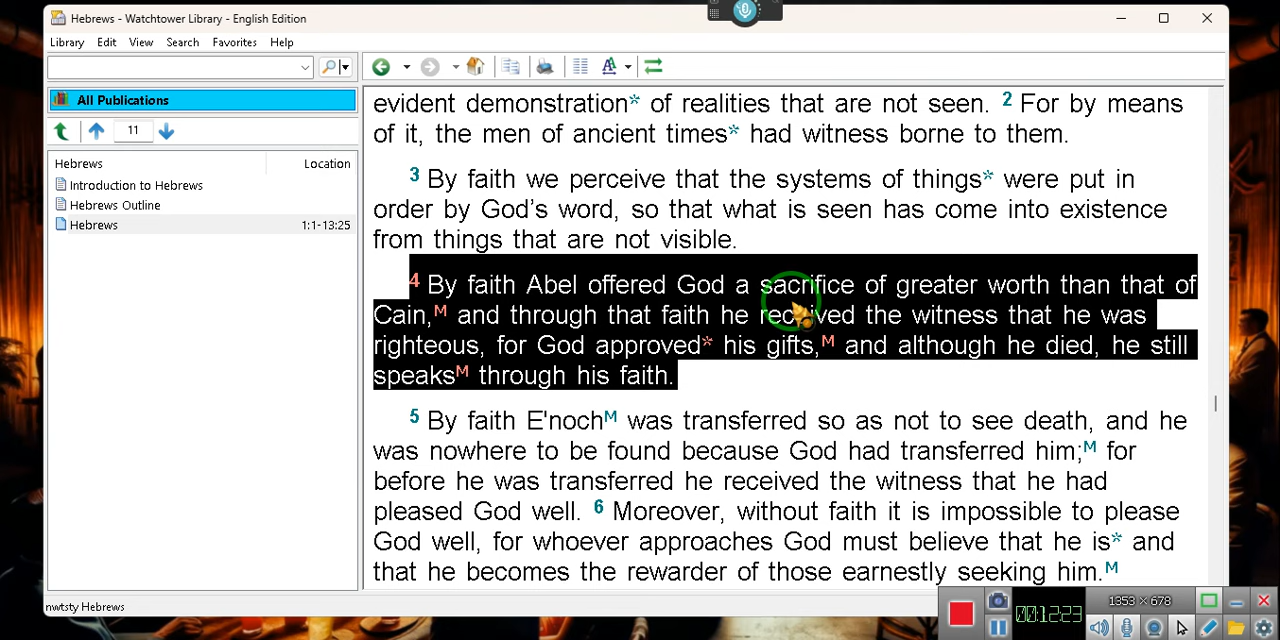 Hebrews - Watchtower Library - English Edition
Library Edit View Search Favorites Help
All Publications
11
Hebrews Location
Introduction to Hebrews
Hebrews Outline
Hebrews 1:1-13:25
evident demonstration* of realities that are not seen. 2 For by means
of it, the men of ancient times* had witness borne to them.
3 By faith we perceive that the systems of things* were put in
order by God’s word, so that what is seen has come into existence
from things that are not visible.
4 By faith Abel offered God a sacrifice of greater worth than that of
Cain,M and through that faith he received the witness that he was
righteous, for God approved* his gifts,M and although he died, he still
speaksM through his faith.
5 By faith E'nochM was transferred so as not to see death, and he
was nowhere to be found because God had transferred him;M for
before he was transferred he received the witness that he had
pleased God well. 6 Moreover, without faith it is impossible to please
God well, for whoever approaches God must believe that he is* and
that he becomes the rewarder of those earnestly seeking him.M
nwtsty Hebrews
1353 × 678
00:12:23